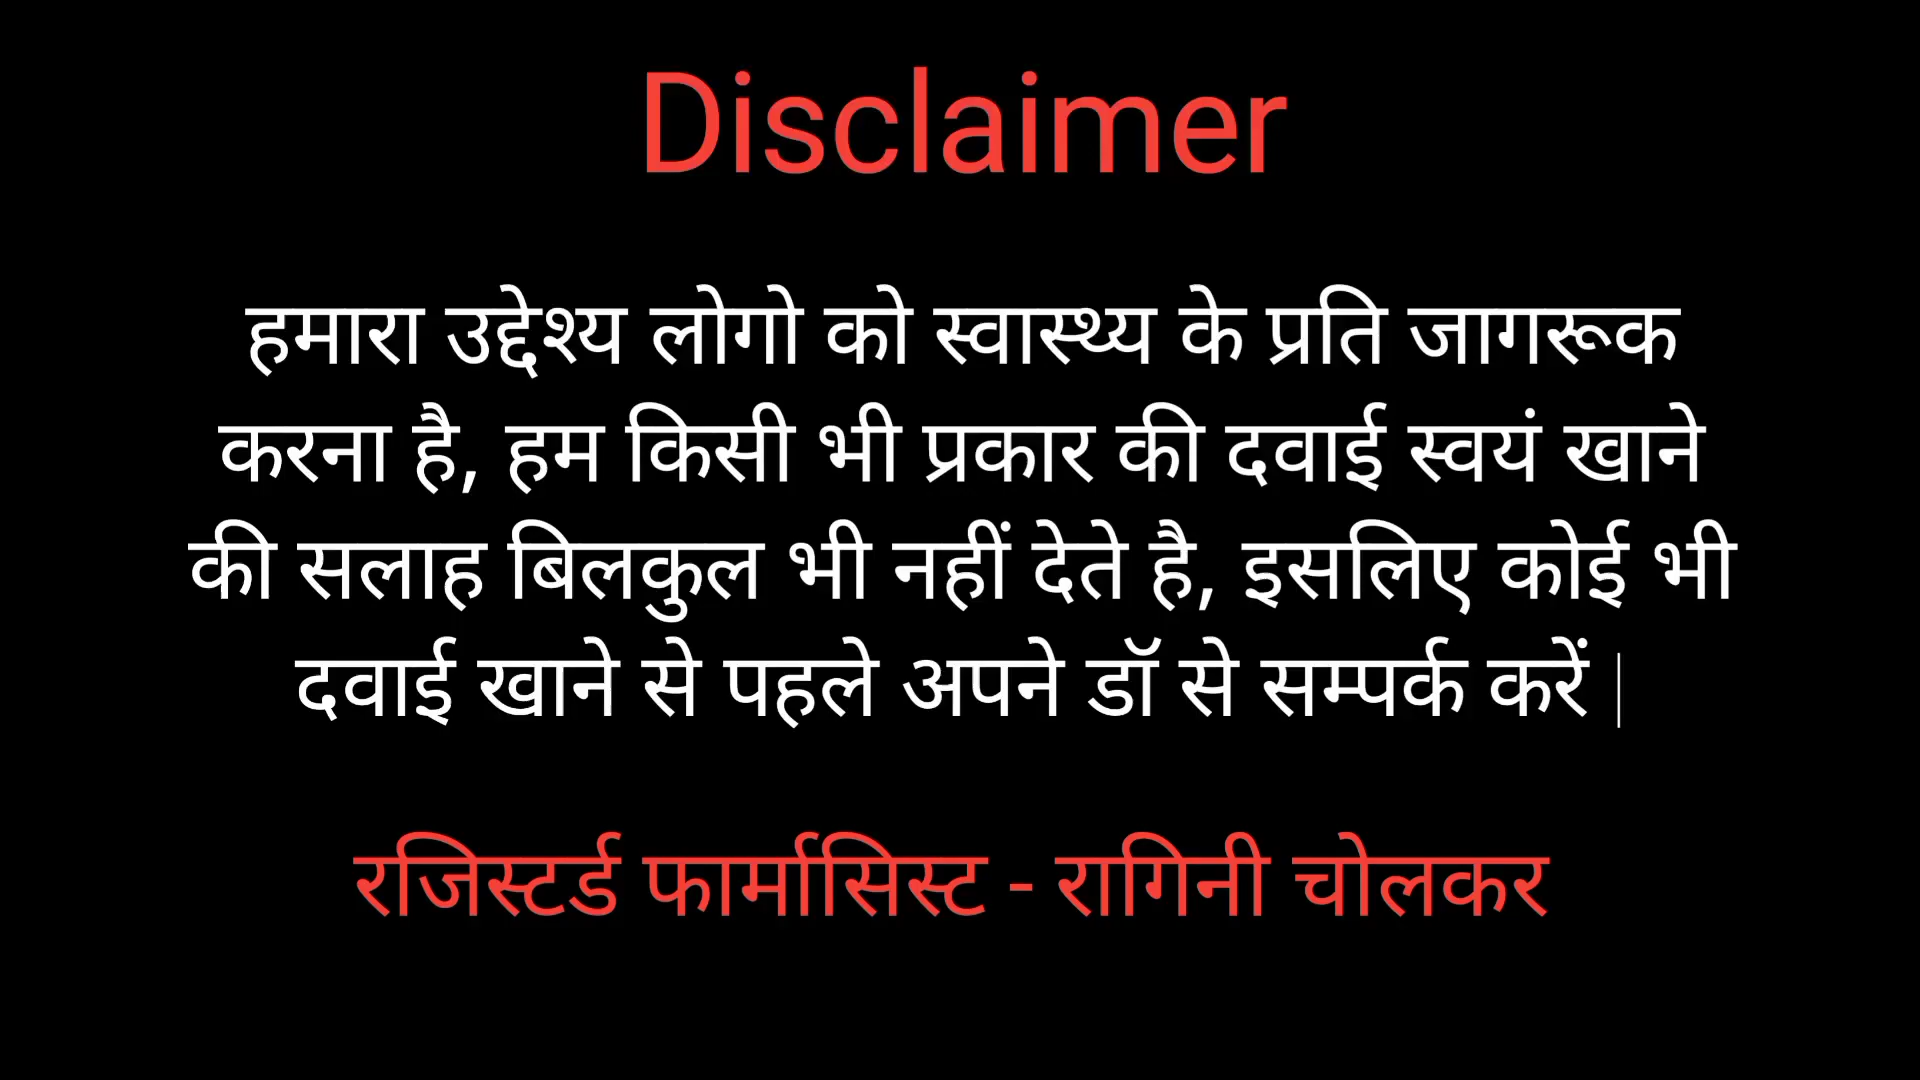 Disclaimer
हमारा उद्देश्य लोगो को स्वास्थ्य के प्रति जागरूक
करना है, हम किसी भी प्रकार की दवाई स्वयं खाने
की सलाह बिलकुल भी नहीं देते है, इसलिए कोई भी
दवाई खाने से पहले अपने डॉ से सम्पर्क करें |
रजिस्टर्ड फार्मासिस्ट - रागिनी चोलकर